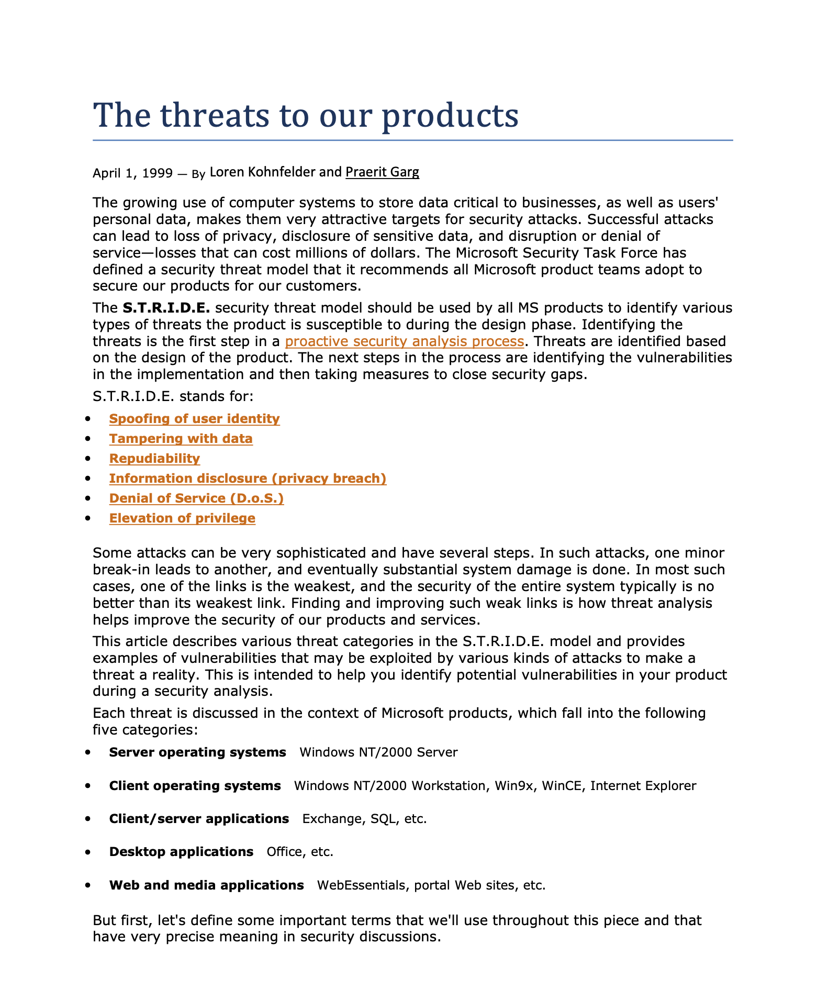 The threats to our products
April 1, 1999 — By Loren Kohnfelder and Praerit Garg
The growing use of computer systems to store data critical to businesses, as well as users'
personal data, makes them very attractive targets for security attacks. Successful attacks
can lead to loss of privacy, disclosure of sensitive data, and disruption or denial of
service—losses that can cost millions of dollars. The Microsoft Security Task Force has
defined a security threat model that it recommends all Microsoft product teams adopt to
secure our products for our customers.
The S.T.R.I.D.E. security threat model should be used by all MS products to identify various
types of threats the product is susceptible to during the design phase. Identifying the
threats is the first step in a proactive security analysis process. Threats are identified based
on the design of the product. The next steps in the process are identifying the vulnerabilities
in the implementation and then taking measures to close security gaps.
S.T.R.I.D.E. stands for:
• Spoofing of user identity
• Tampering with data
• Repudiability
• Information disclosure (privacy breach)
• Denial of Service (D.o.S.)
• Elevation of privilege
Some attacks can be very sophisticated and have several steps. In such attacks, one minor
break-in leads to another, and eventually substantial system damage is done. In most such
cases, one of the links is the weakest, and the security of the entire system typically is no
better than its weakest link. Finding and improving such weak links is how threat analysis
helps improve the security of our products and services.
This article describes various threat categories in the S.T.R.I.D.E. model and provides
examples of vulnerabilities that may be exploited by various kinds of attacks to make a
threat a reality. This is intended to help you identify potential vulnerabilities in your product
during a security analysis.
Each threat is discussed in the context of Microsoft products, which fall into the following
five categories:
• Server operating systems Windows NT/2000 Server
• Client operating systems Windows NT/2000 Workstation, Win9x, WinCE, Internet Explorer
• Client/server applications Exchange, SQL, etc.
• Desktop applications Office, etc.
• Web and media applications WebEssentials, portal Web sites, etc.
But first, let's define some important terms that we'll use throughout this piece and that
have very precise meaning in security discussions.